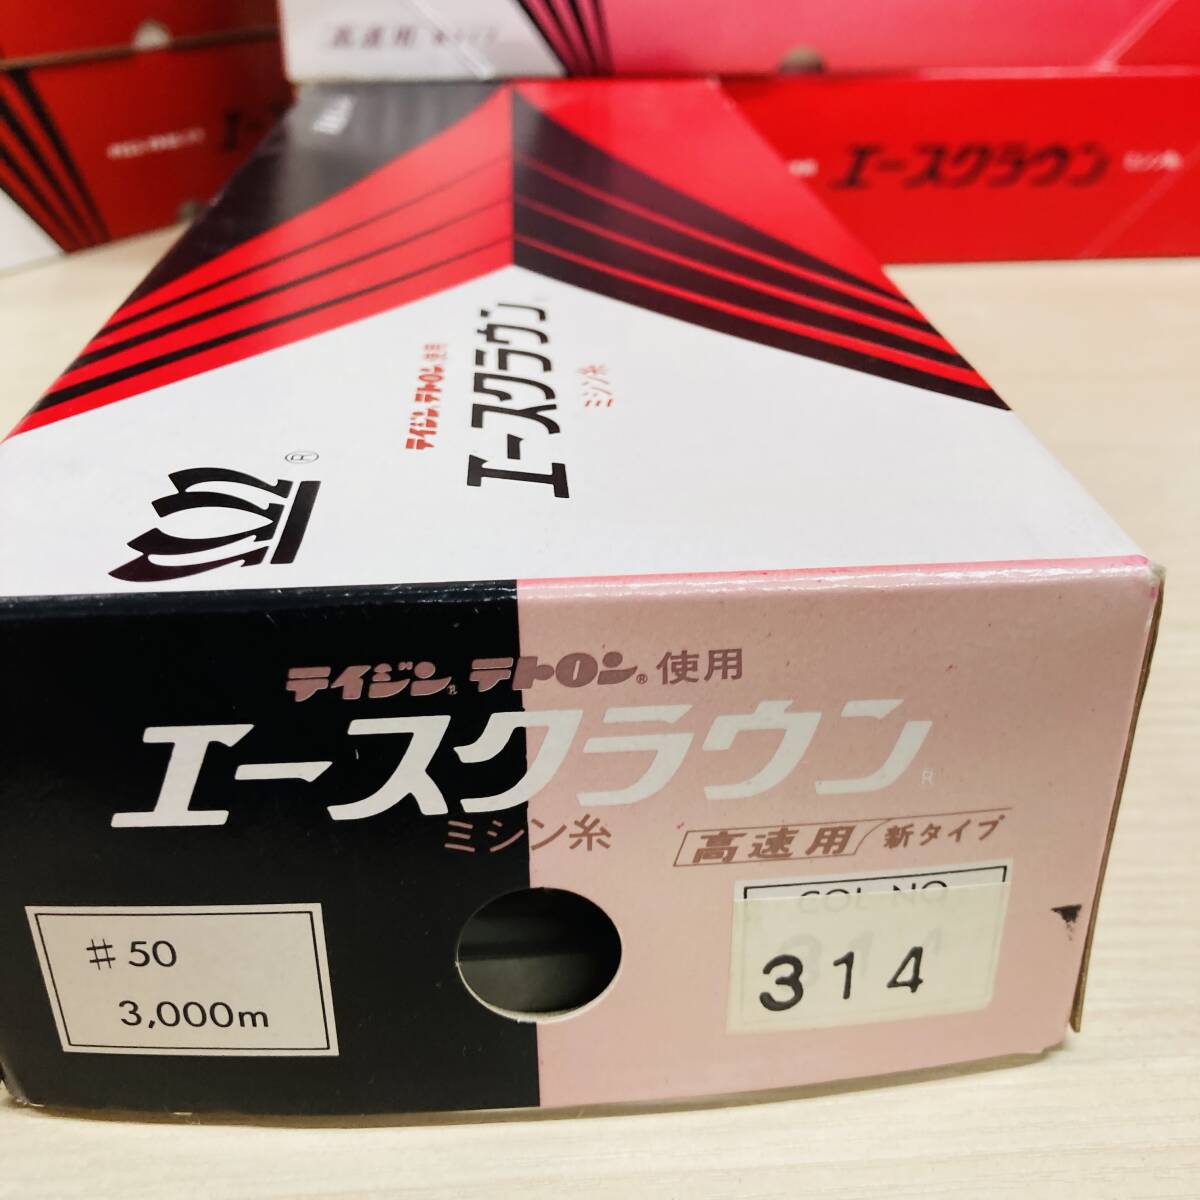 高速用
エースクラウン
ミシン糸
テイジン テトロン 使用
エースクラウン
ミシン糸
®
テイジン® テトロン® 使用
エースクラウン®
ミシン糸
高速用 新タイプ
#50
3,000m
COL NO
314